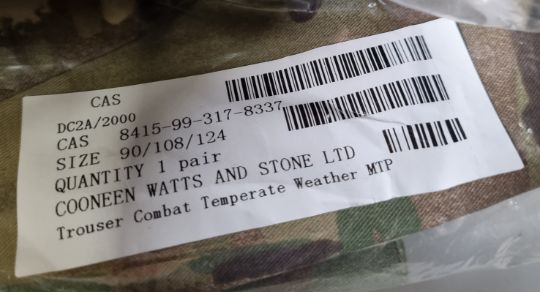 CAS
DC2A/2000
CAS 8415-99-317-8337
SIZE 90/108/124
QUANTITY 1 pair
COONEEN WATTS AND STONE LTD
Trouser Combat Temperate Weather MTP